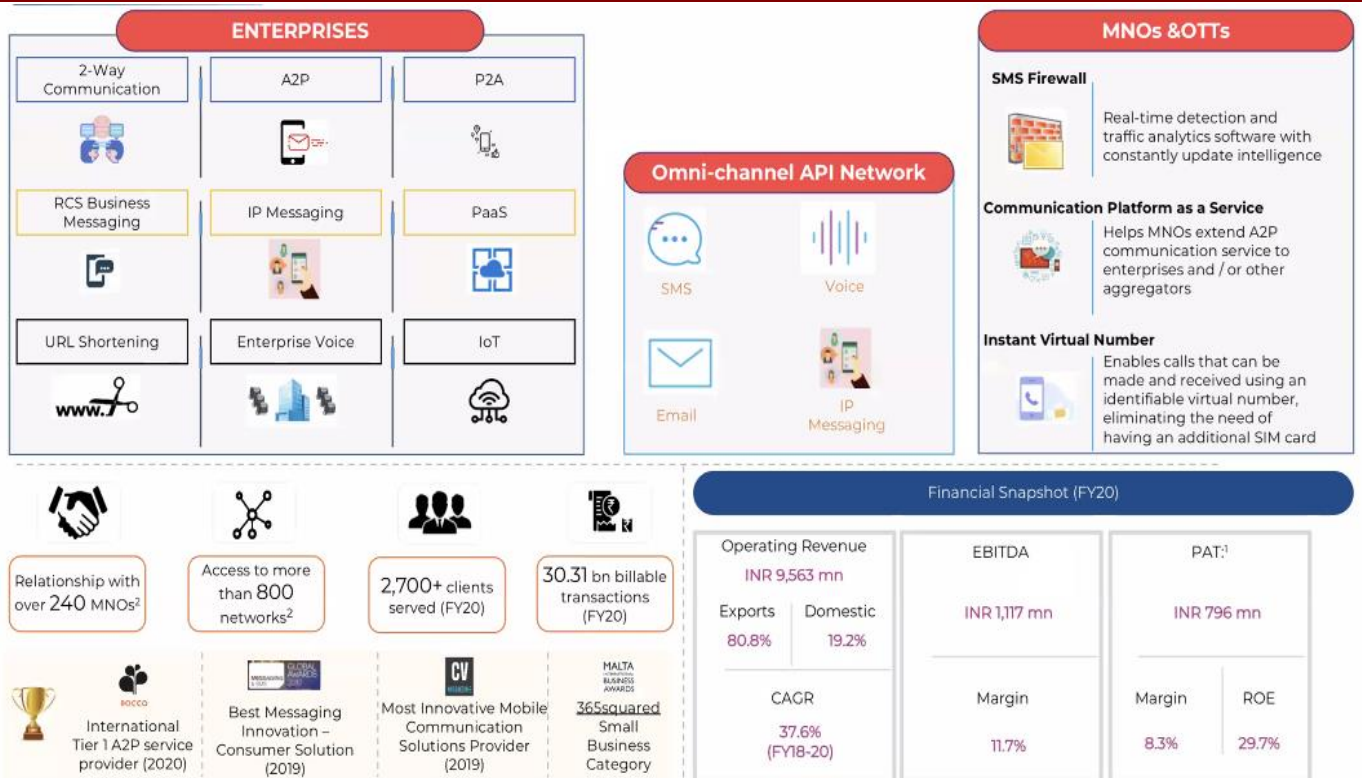 ENTERPRISES
2-Way
Communication
A2P
P2A
RCS Business
Messaging
IP Messaging
PaaS
URL Shortening
Enterprise Voice
IoT
www.
Omni-channel API Network
SMS
Voice
Email
IP
Messaging
MNOs &OTTs
SMS Firewall
Real-time detection and
traffic analytics software with
constantly update intelligence
Communication Platform as a Service
Helps MNOs extend A2P
communication service to
enterprises and / or other
aggregators
Instant Virtual Number
Enables calls that can be
made and received using an
identifiable virtual number,
eliminating the need of
having an additional SIM card
Relationship with
over 240 MNOs²
Access to more
than 800
networks²
2,700+ clients
served (FY20)
30.31 bn billable
transactions
(FY20)
ROCCO
International
Tier 1 A2P service
provider (2020)
GLOBAL
AWARDS
Best Messaging
Innovation –
Consumer Solution
(2019)
CV
Most Innovative Mobile
Communication
Solutions Provider
(2019)
MALTA
INTERNATIONAL
BUSINESS
AWARDS
365squared
Small
Business
Category
Financial Snapshot (FY20)
Operating Revenue
INR 9,563 mn
Exports
80.8%
Domestic
19.2%
CAGR
37.6%
(FY18-20)
EBITDA
INR 1,117 mn
Margin
11.7%
PAT:¹
INR 796 mn
Margin
8.3%
ROE
29.7%